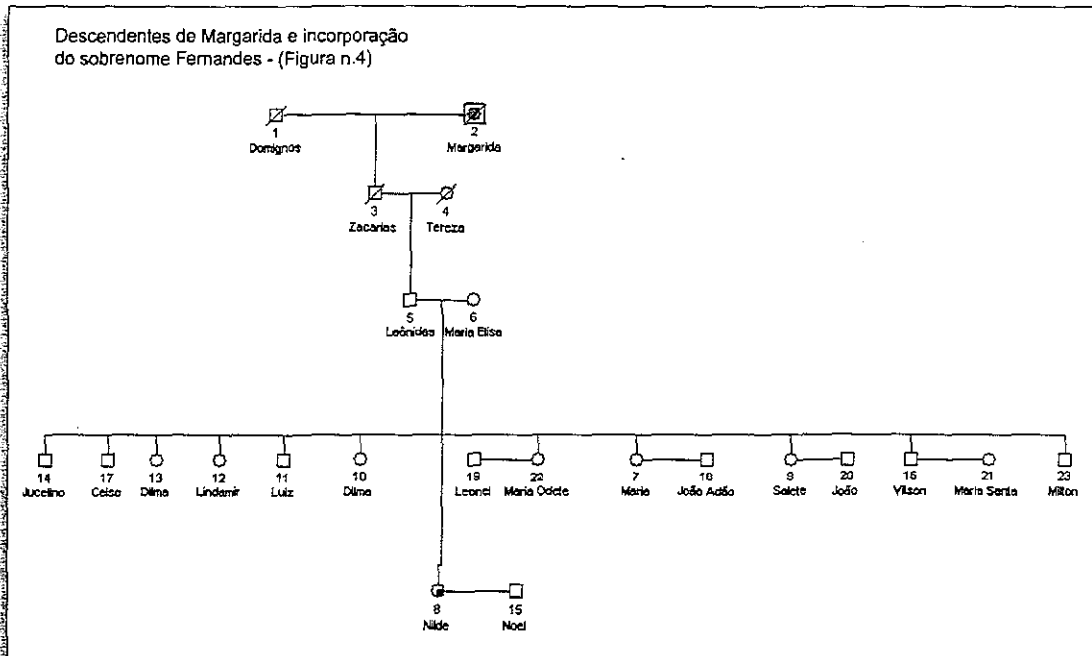 Descendentes de Margarida e incorporação
do sobrenome Fernandes - (Figura n.4)
1
Domignos
2
Margarida
3
Zacarias
4
Tereza
5
Leônidas
6
Maria Elisa
14
Jucelino
17
Celso
13
Dilma
12
Lindamir
11
Luiz
10
Dilma
19
Leonel
22
Maria Odete
7
Maria
18
João Adão
9
Salete
20
João
16
Vilson
21
Maria Santa
23
Milton
8
Nilde
15
Noel